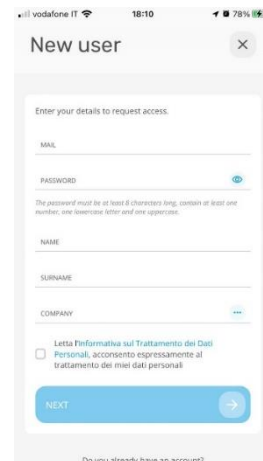 vodafone IT 18:10 78%
New user
Enter your details to request access.
MAIL
PASSWORD
The password must be at least 8 characters long, contain at least one
number, one lowercase letter and one uppercase.
NAME
SURNAME
COMPANY
Letta l'Informativa sul Trattamento dei Dati
Personali, acconsento espressamente al
trattamento dei miei dati personali
NEXT
Do you already have an account?